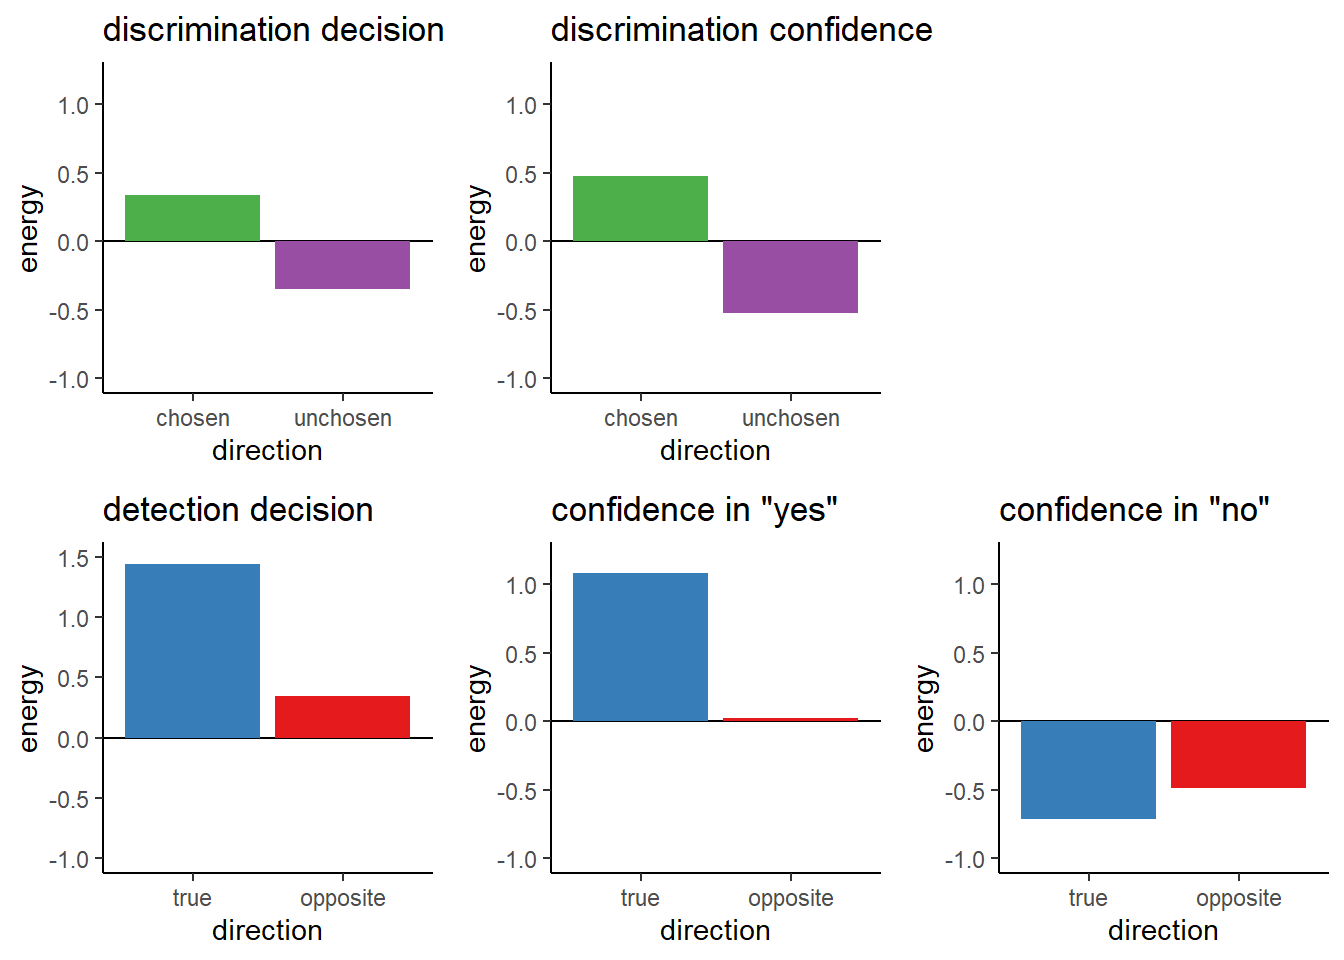 discrimination decision
energy
1.0
0.5
0.0
-0.5
-1.0
chosen unchosen
direction
discrimination confidence
energy
1.0
0.5
0.0
-0.5
-1.0
chosen unchosen
direction
detection decision
energy
1.5
1.0
0.5
0.0
-0.5
-1.0
true opposite
direction
confidence in "yes"
energy
1.0
0.5
0.0
-0.5
-1.0
true opposite
direction
confidence in "no"
energy
1.0
0.5
0.0
-0.5
-1.0
true opposite
direction